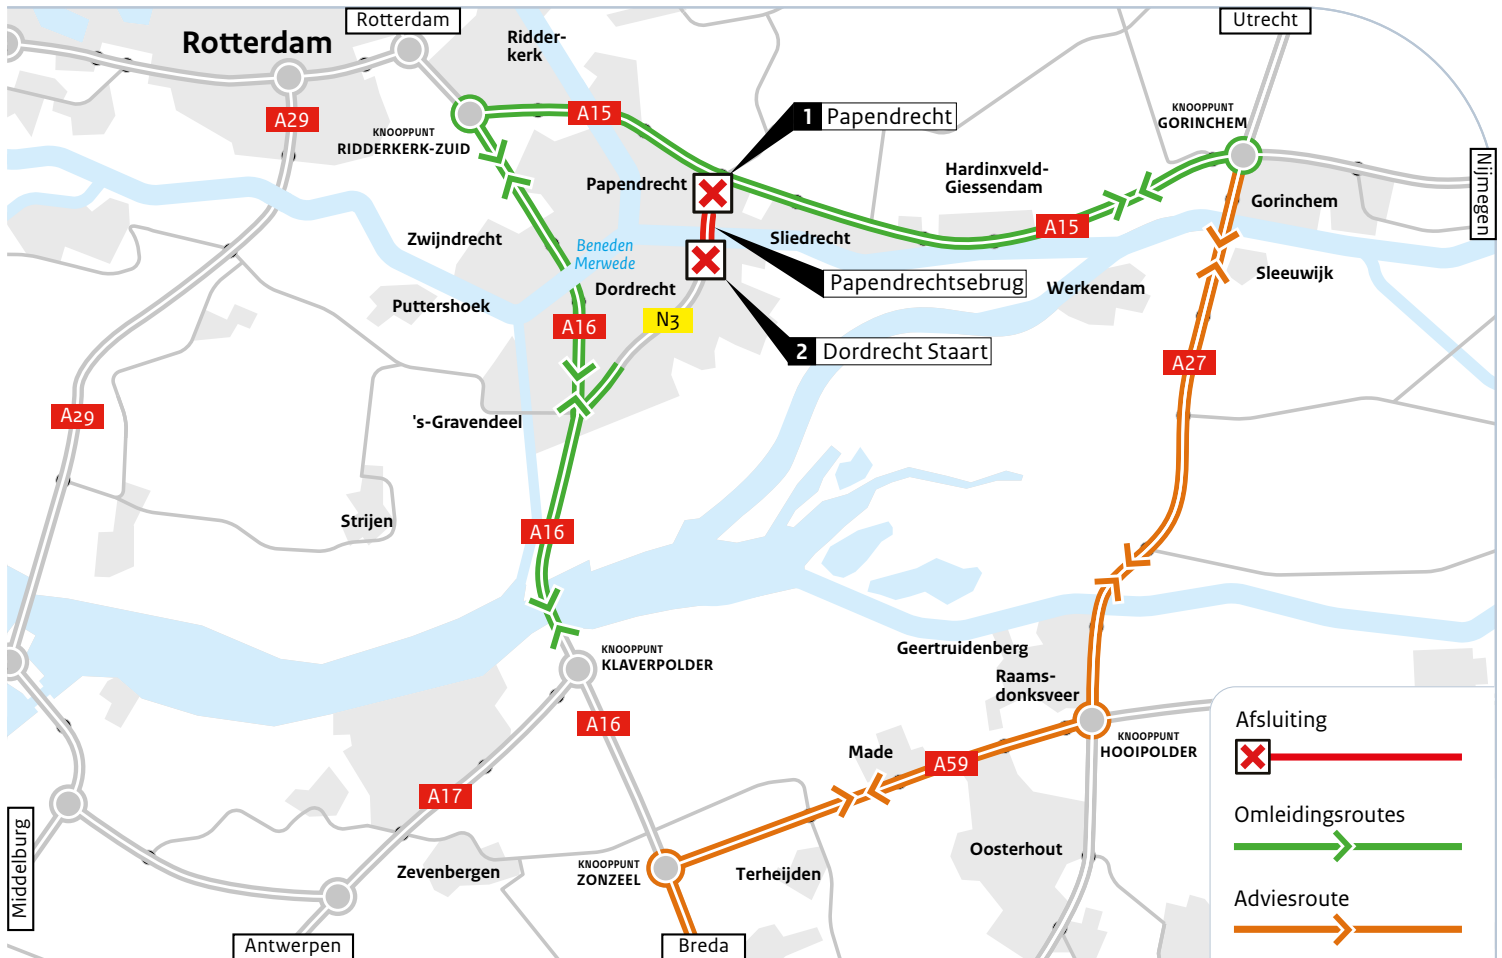 Rotterdam
Utrecht
Rotterdam
Ridder-
kerk
A29
A15
1 Papendrecht
KNOOPPUNT
GORINCHEM
KNOOPPUNT
RIDDERKERK-ZUID
Nijmegen
Papendrecht
Hardinxveld-
Giessendam
Gorinchem
A15
Zwijndrecht
Beneden
Merwede
Sliedrecht
Sleeuwijk
Dordrecht
Papendrechtsebrug
Werkendam
Puttershoek
A16
N3
2 Dordrecht Staart
A27
A29
's-Gravendeel
Strijen
A16
KNOOPPUNT
KLAVERPOLDER
Geertruidenberg
Raams-
donksveer
A16
KNOOPPUNT
HOOIPOLDER
Made
A59
A17
Middelburg
Zevenbergen
KNOOPPUNT
ZONZEEL
Terheijden
Oosterhout
Antwerpen
Breda
Afsluiting
Omleidingsroutes
Adviesroute